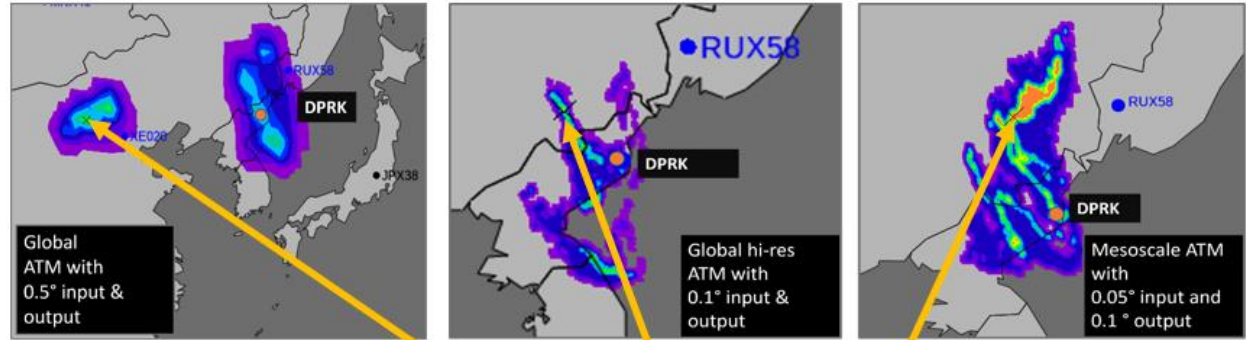 RUX58
DPRK
XE020
JPX38
Global
ATM with
0.5° input &
output
RUX58
DPRK
Global hi-res
ATM with
0.1° input &
output
RUX58
DPRK
Mesoscale ATM
with
0.05° input and
0.1 ° output